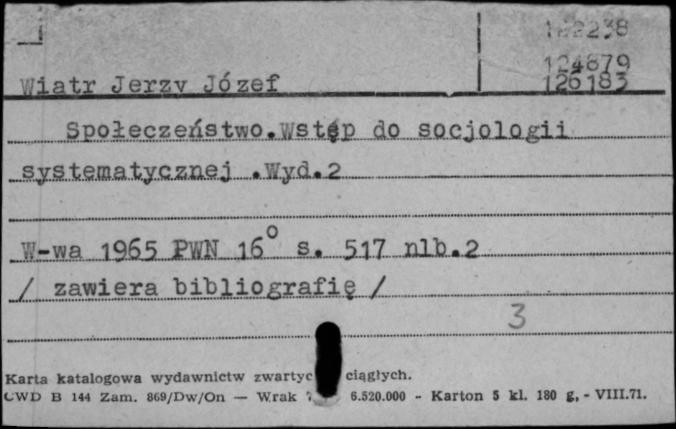 122238
124879
Wiatr Jerzy Józef 126183
Społeczeństwo.Wstęp do socjologii
systematycznej .Wyd.2
W-wa 1965 PWN 16° s. 517 nlb.2
/ zawiera bibliografię /
3
Karta katalogowa wydawnictw ciągłych.
CWD B 144 Zam. 869/Dw/On — W.rak 6.520.000 - Karton 5 kl. 180 g, - VIII.71.